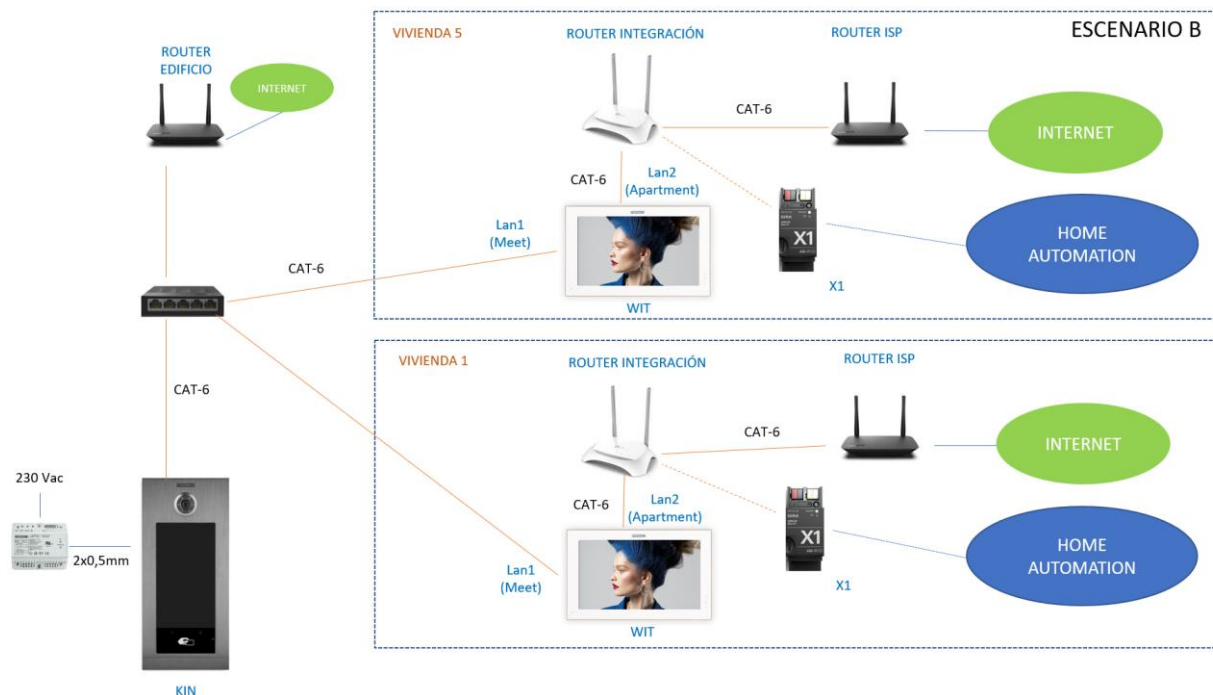 ESCENARIO B
ROUTER
EDIFICIO
INTERNET
VIVIENDA 5
ROUTER INTEGRACIÓN
ROUTER ISP
CAT-6
INTERNET
CAT-6
Lan2
(Apartment)
Lan1
(Meet)
X1
HOME
AUTOMATION
CAT-6
WIT
X1
VIVIENDA 1
ROUTER INTEGRACIÓN
ROUTER ISP
CAT-6
CAT-6
INTERNET
230 Vac
CAT-6
Lan2
(Apartment)
X1
HOME
AUTOMATION
2x0,5mm
Lan1
(Meet)
X1
WIT
KIN